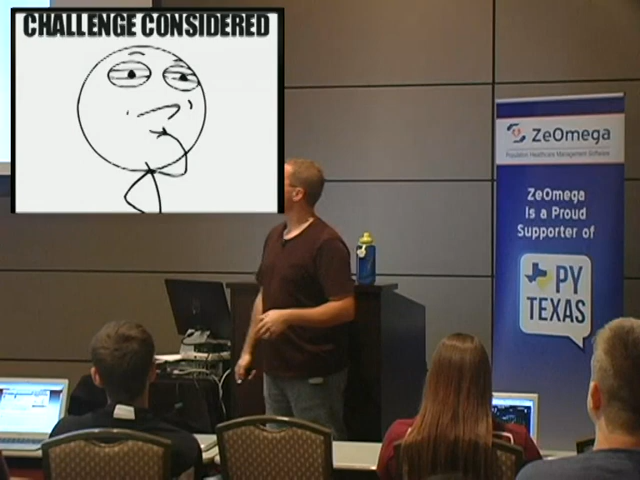 CHALLENGE CONSIDERED
ZeOmega
Population Healthcare Management Software
ZeOmega
Is a Proud
Supporter of
PY
TEXAS